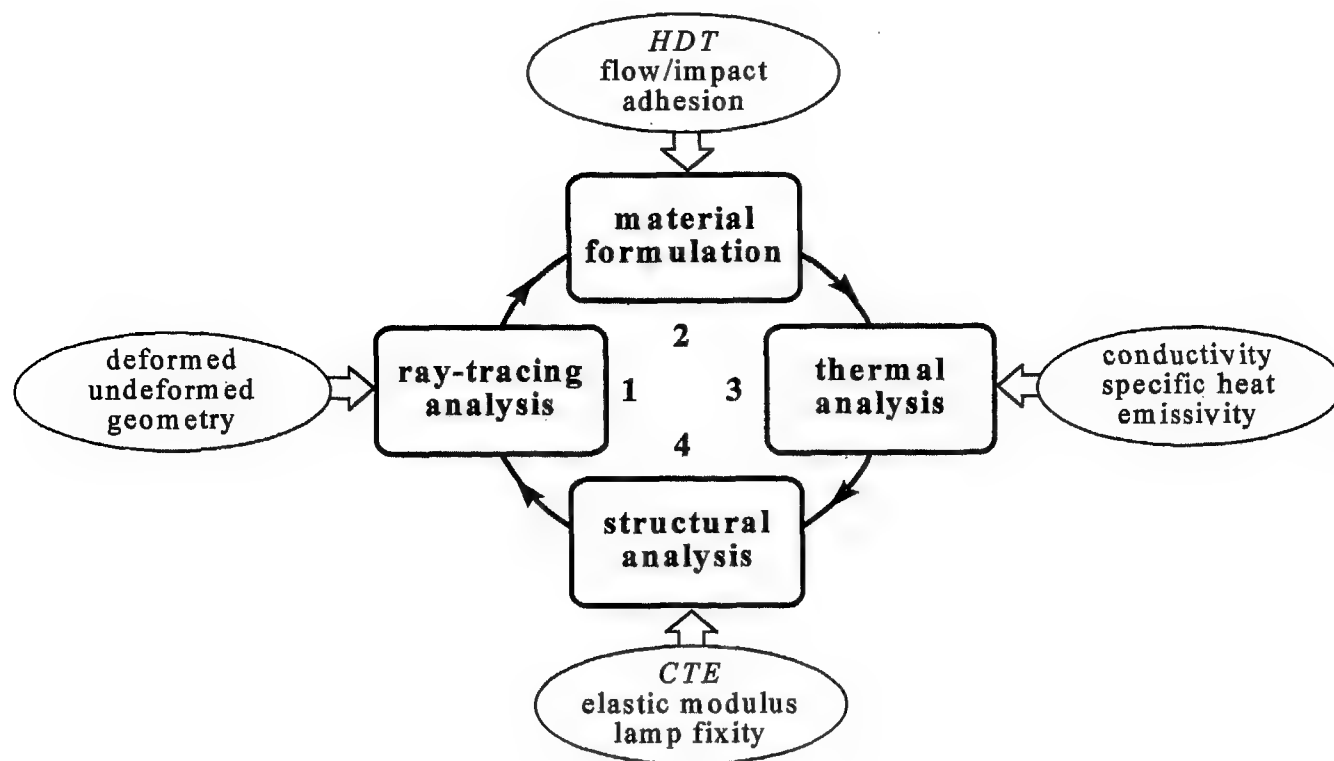 HDT
flow/impact
adhesion
material
formulation
2
deformed
undeformed
geometry
ray-tracing
analysis
1
3
thermal
analysis
conductivity
specific heat
emissivity
4
structural
analysis
CTE
elastic modulus
lamp fixity